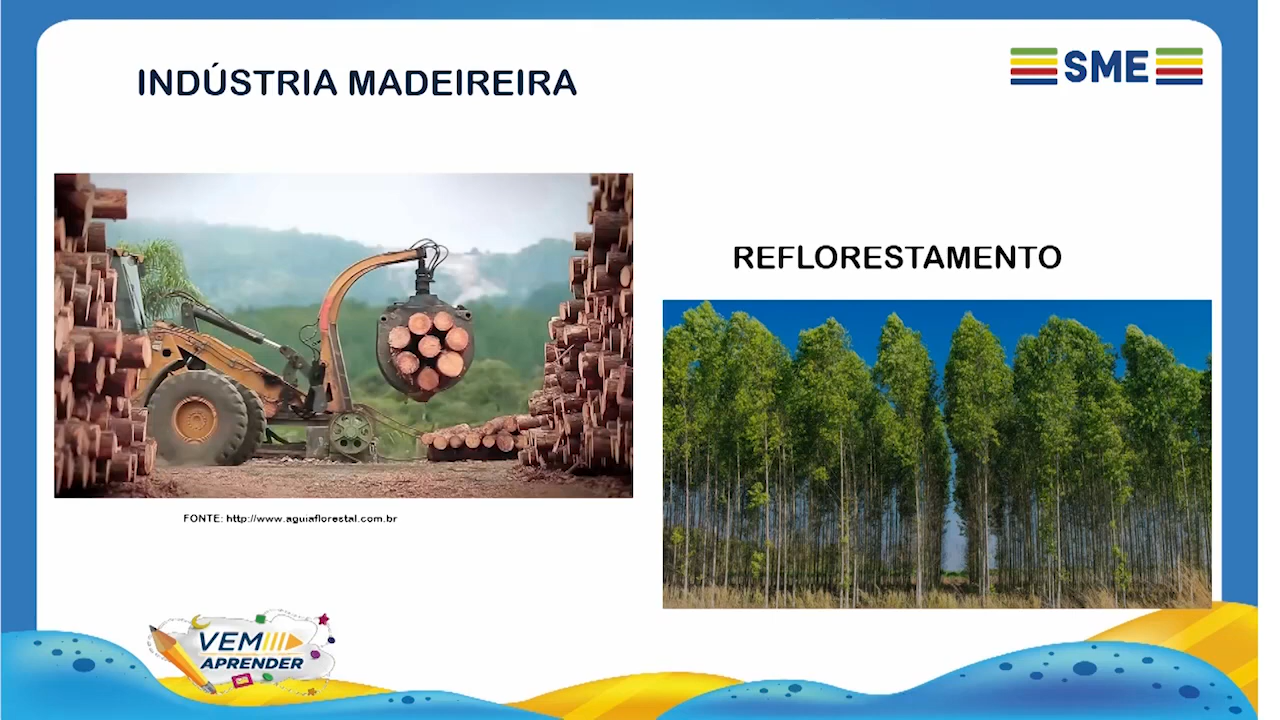 INDÚSTRIA MADEIREIRA
SME
REFLORESTAMENTO
FONTE: http://www.aguiaflorestal.com.br
VEM
APRENDER